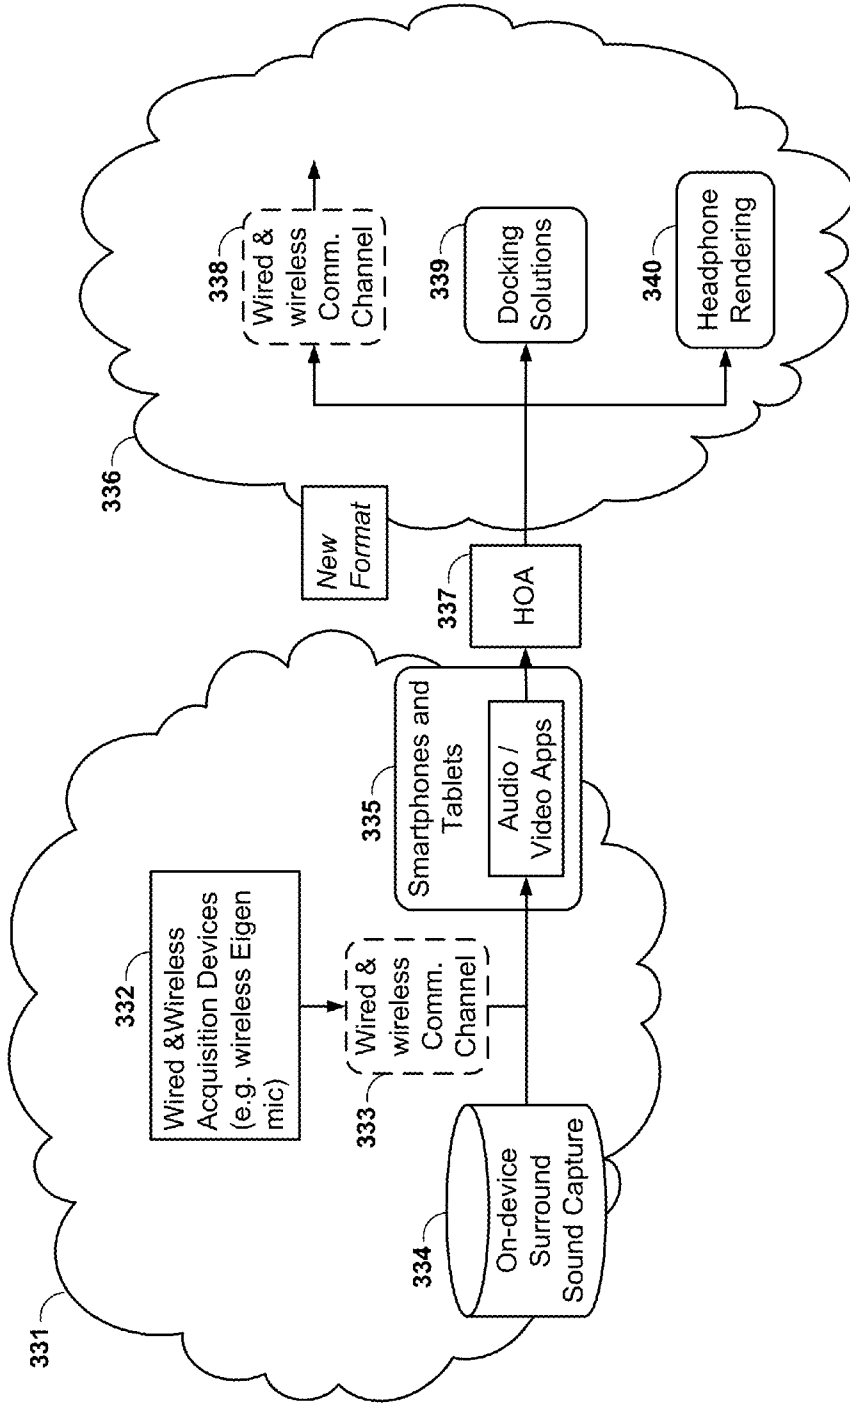 331
332
Wired &Wireless
Acquisition Devices
(e.g. wireless Eigen
mic)
333
Wired &
wireless
Comm.
Channel
334
On-device
Surround
Sound Capture
335
Smartphones and
Tablets
Audio /
Video Apps
New
Format
337
HOA
336
338
Wired &
wireless
Comm.
Channel
339
Docking
Solutions
340
Headphone
Rendering